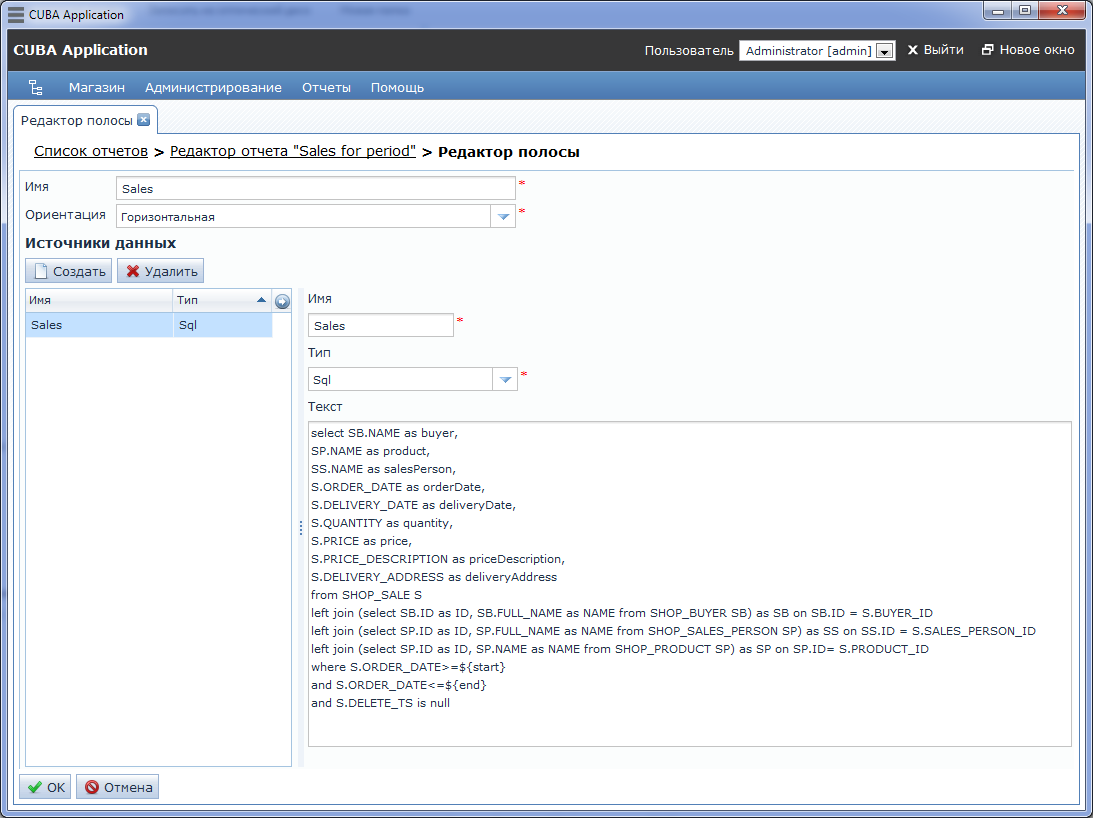 CUBA Application
CUBA Application
Пользователь Administrator [admin] Выйти Новое окно
Магазин Администрирование Отчеты Помощь
Редактор полосы
Список отчетов > Редактор отчета "Sales for period" > Редактор полосы
Имя Sales *
Ориентация Горизонтальная *
Источники данных
Создать Удалить
Имя Тип
Sales Sql
Имя
Sales *
Тип
Sql *
Текст
select SB.NAME as buyer,
SP.NAME as product,
SS.NAME as salesPerson,
S.ORDER_DATE as orderDate,
S.DELIVERY_DATE as deliveryDate,
S.QUANTITY as quantity,
S.PRICE as price,
S.PRICE_DESCRIPTION as priceDescription,
S.DELIVERY_ADDRESS as deliveryAddress
from SHOP_SALE S
left join (select SB.ID as ID, SB.FULL_NAME as NAME from SHOP_BUYER SB) as SB on SB.ID = S.BUYER_ID
left join (select SP.ID as ID, SP.FULL_NAME as NAME from SHOP_SALES_PERSON SP) as SS on SS.ID = S.SALES_PERSON_ID
left join (select SP.ID as ID, SP.NAME as NAME from SHOP_PRODUCT SP) as SP on SP.ID= S.PRODUCT_ID
where S.ORDER_DATE>=${start}
and S.ORDER_DATE<=${end}
and S.DELETE_TS is null
OK Отмена